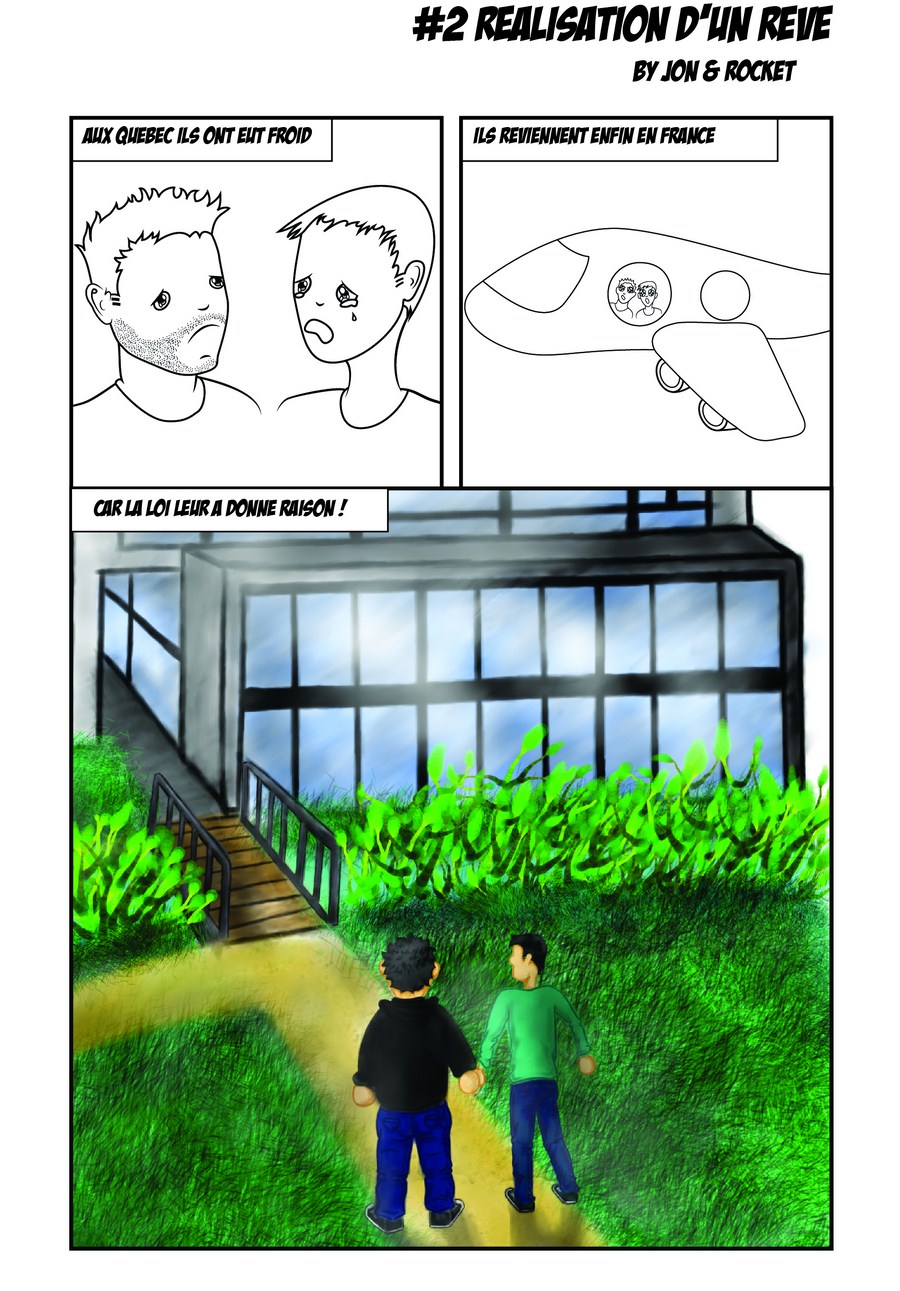 #2 REALISATION D'UN REVE
BY JON & ROCKET
AUX QUEBEC ILS ONT EUT FROID
ILS REVIENNENT ENFIN EN FRANCE
CAR LA LOI LEUR A DONNE RAISON !